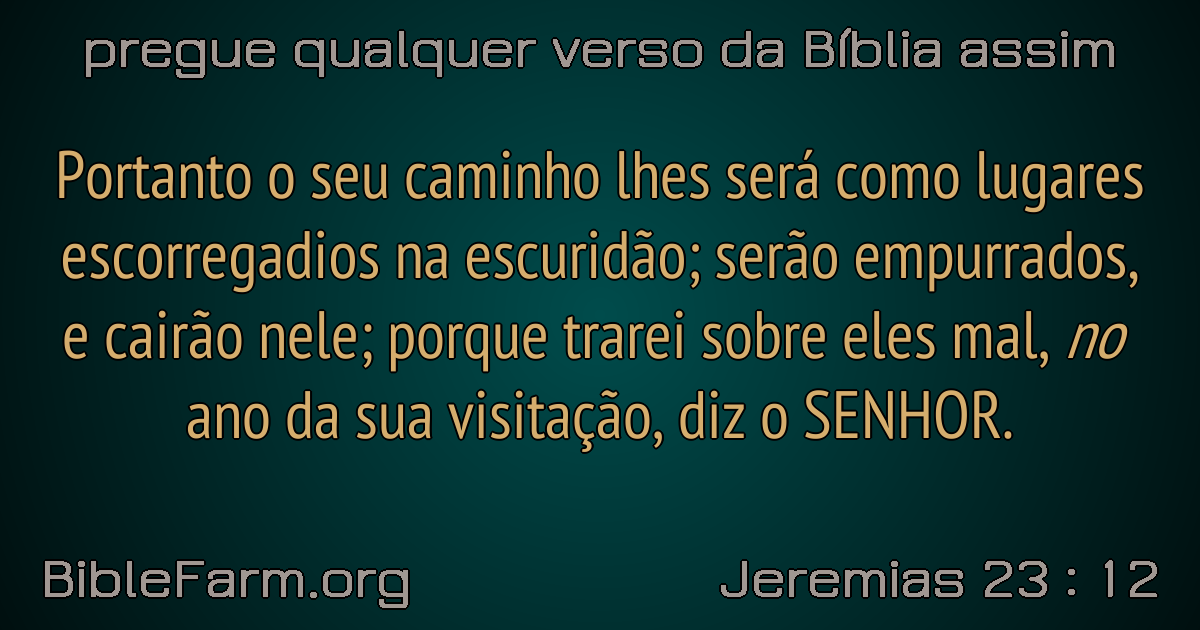 pregue qualquer verso da Bíblia assim
Portanto o seu caminho lhes será como lugares
escorregadios na escuridão; serão empurrados,
e cairão nele; porque trarei sobre eles mal, no
ano da sua visitação, diz o SENHOR.
BibleFarm.org
Jeremias 23 : 12